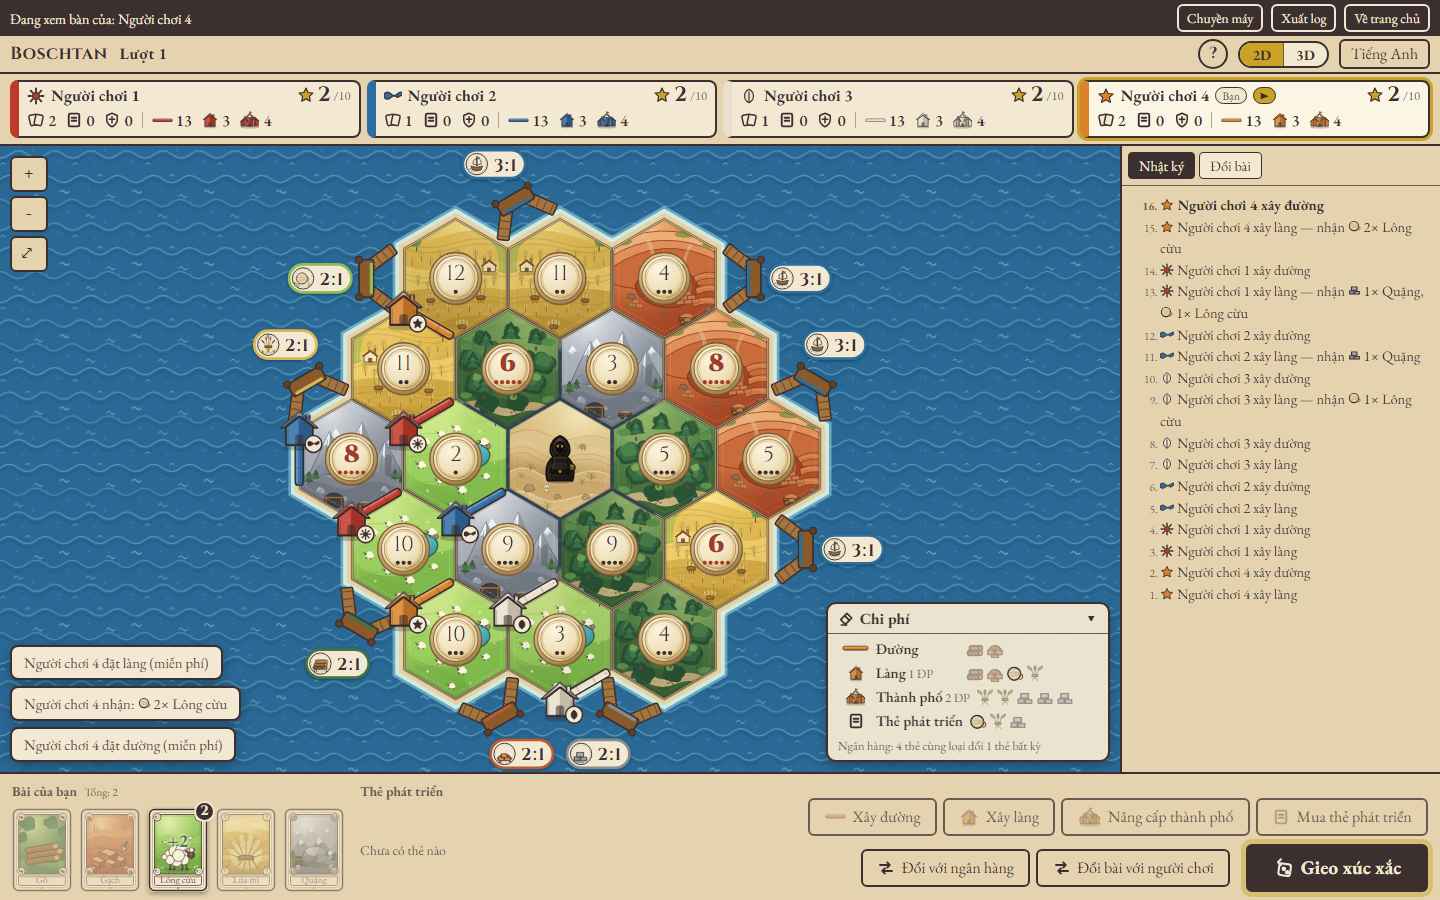 Đang xem bàn của: Người chơi 4
Chuyền máy
Xuất log
Về trang chủ
BOSCHTAN Lượt 1
?
2D
3D
Tiếng Anh
Người chơi 1 2/10
2 0 0 13 3 4
Người chơi 2 2/10
1 0 0 13 3 4
Người chơi 3 2/10
1 0 0 13 3 4
Người chơi 4 Bạn 2/10
2 0 0 13 3 4
+
-
3:1
2:1
3:1
2:1
3:1
12 11 4
11 6 3 8
8 2 5 5
10 9 9 6
3:1
10 3 4
2:1
2:1
2:1
Người chơi 4 đặt làng (miễn phí)
Người chơi 4 nhận: 2× Lông cừu
Người chơi 4 đặt đường (miễn phí)
Chi phí
Đường
Làng 1 ĐP
Thành phố 2 ĐP
Thẻ phát triển
Ngân hàng: 4 thẻ cùng loại đổi 1 thẻ bất kỳ
Nhật ký
Đổi bài
16. Người chơi 4 xây đường
15. Người chơi 4 xây làng — nhận 2× Lông
cừu
14. Người chơi 1 xây đường
13. Người chơi 1 xây làng — nhận 1× Quặng,
1× Lông cừu
12. Người chơi 2 xây đường
11. Người chơi 2 xây làng — nhận 1× Quặng
10. Người chơi 3 xây đường
9. Người chơi 3 xây làng — nhận 1× Lông
cừu
8. Người chơi 3 xây đường
7. Người chơi 3 xây làng
6. Người chơi 2 xây đường
5. Người chơi 2 xây làng
4. Người chơi 1 xây đường
3. Người chơi 1 xây làng
2. Người chơi 4 xây đường
1. Người chơi 4 xây làng
Bài của bạn Tổng: 2
Gỗ
Gạch
2
+2
Lông cừu
Lúa mì
Quặng
Thẻ phát triển
Chưa có thẻ nào
Xây đường
Xây làng
Nâng cấp thành phố
Mua thẻ phát triển
Đổi với ngân hàng
Đổi bài với người chơi
Gieo xúc xắc